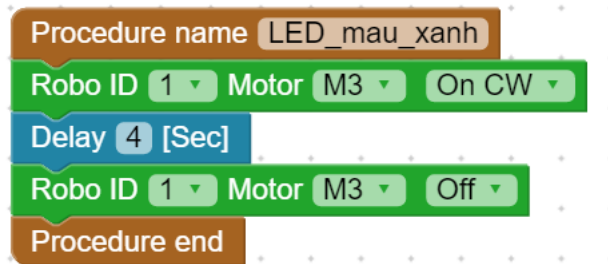 Procedure name LED_mau_xanh
Robo ID 1 Motor M3 On CW
Delay 4 [Sec]
Robo ID 1 Motor M3 Off
Procedure end